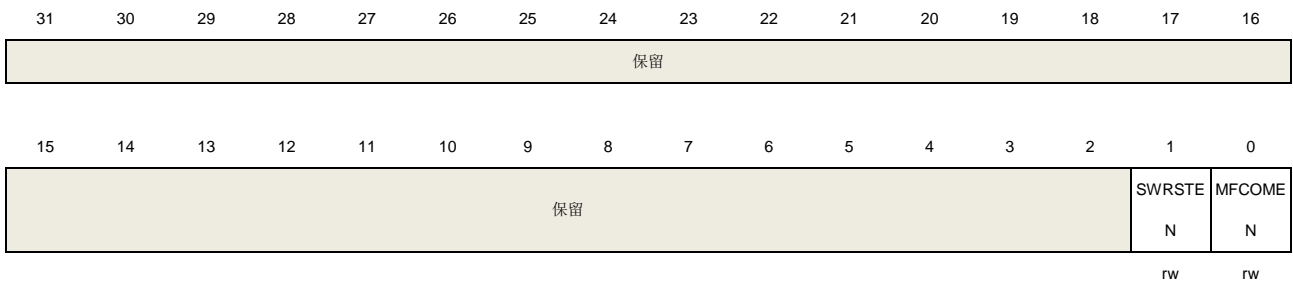 31 30 29 28 27 26 25 24 23 22 21 20 19 18 17 16
保留
15 14 13 12 11 10 9 8 7 6 5 4 3 2 1 0
保留
SWRSTE MFCOME
N N
rw rw